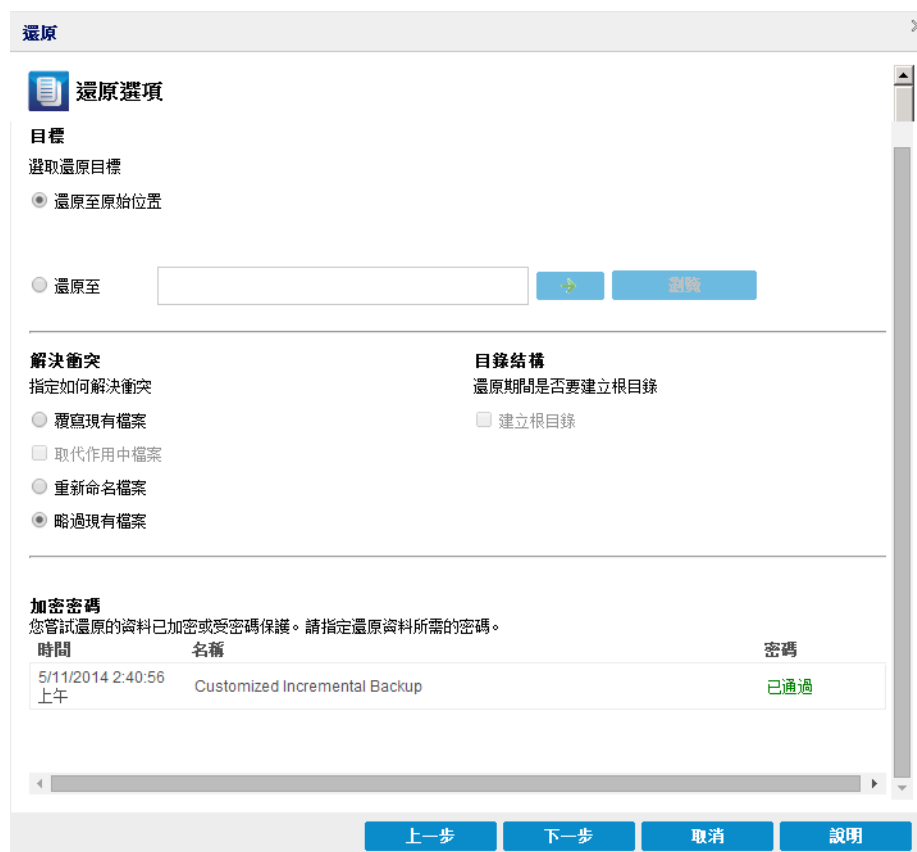 還原
還原選項
目標
選取還原目標
還原至原始位置
還原至
瀏覽
解決衝突
指定如何解決衝突
覆寫現有檔案
取代作用中檔案
重新命名檔案
略過現有檔案
目錄結構
還原期間是否要建立根目錄
建立根目錄
加密密碼
您嘗試還原的資料已加密或受密碼保護。請指定還原資料所需的密碼。
時間 名稱 密碼
5/11/2014 2:40:56 上午 Customized Incremental Backup 已通過
上一步 下一步 取消 說明